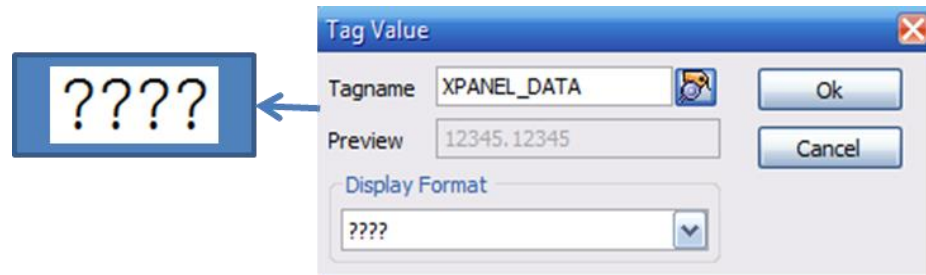 ????
Tag Value
Tagname XPANEL_DATA Ok
Preview 12345.12345 Cancel
Display Format
????